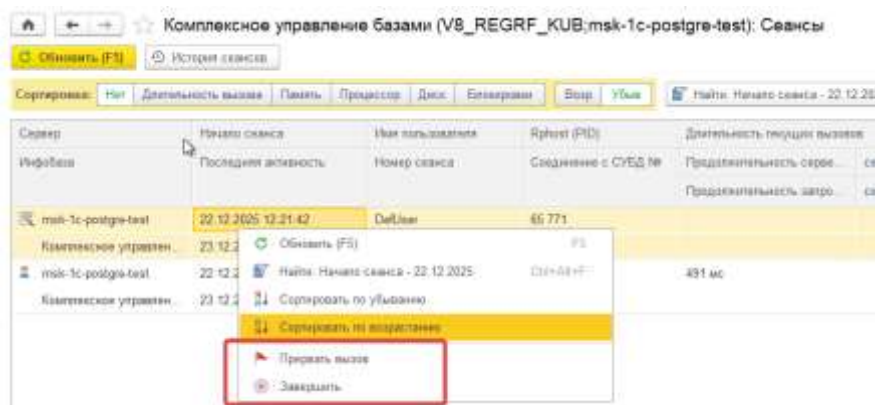 Комплексное управление базами (V8_REGRF_KUB;msk-1c-postgre-test): Сеансы
Обновить (F5) История сеансов
Сортировка: Нет Длительность вызова Память Процессор Диск Блокировки Возр Убыв Найти: Начало сеанса - 22.12.20
Сервер Начало сеанса Имя пользователя Rphost (PID) Длительность текущих вызовов
Инфобаза Последняя активность Номер сеанса Соединение с СУБД № Продолжительность серве...
Продолжительность запро...
msk-1c-postgre-test 22.12.2025 12:21:42 DefUser 65 771
Комплексное управлен... 23.12.2
Обновить (F5) F5
msk-1c-postgre-test 22.12.2 491 мс
Найти: Начало сеанса - 22.12.2025 Ctrl+Alt+F
Комплексное управлен... 23.12.2
Сортировать по убыванию
Сортировать по возрастанию
Прервать вызов
Завершить